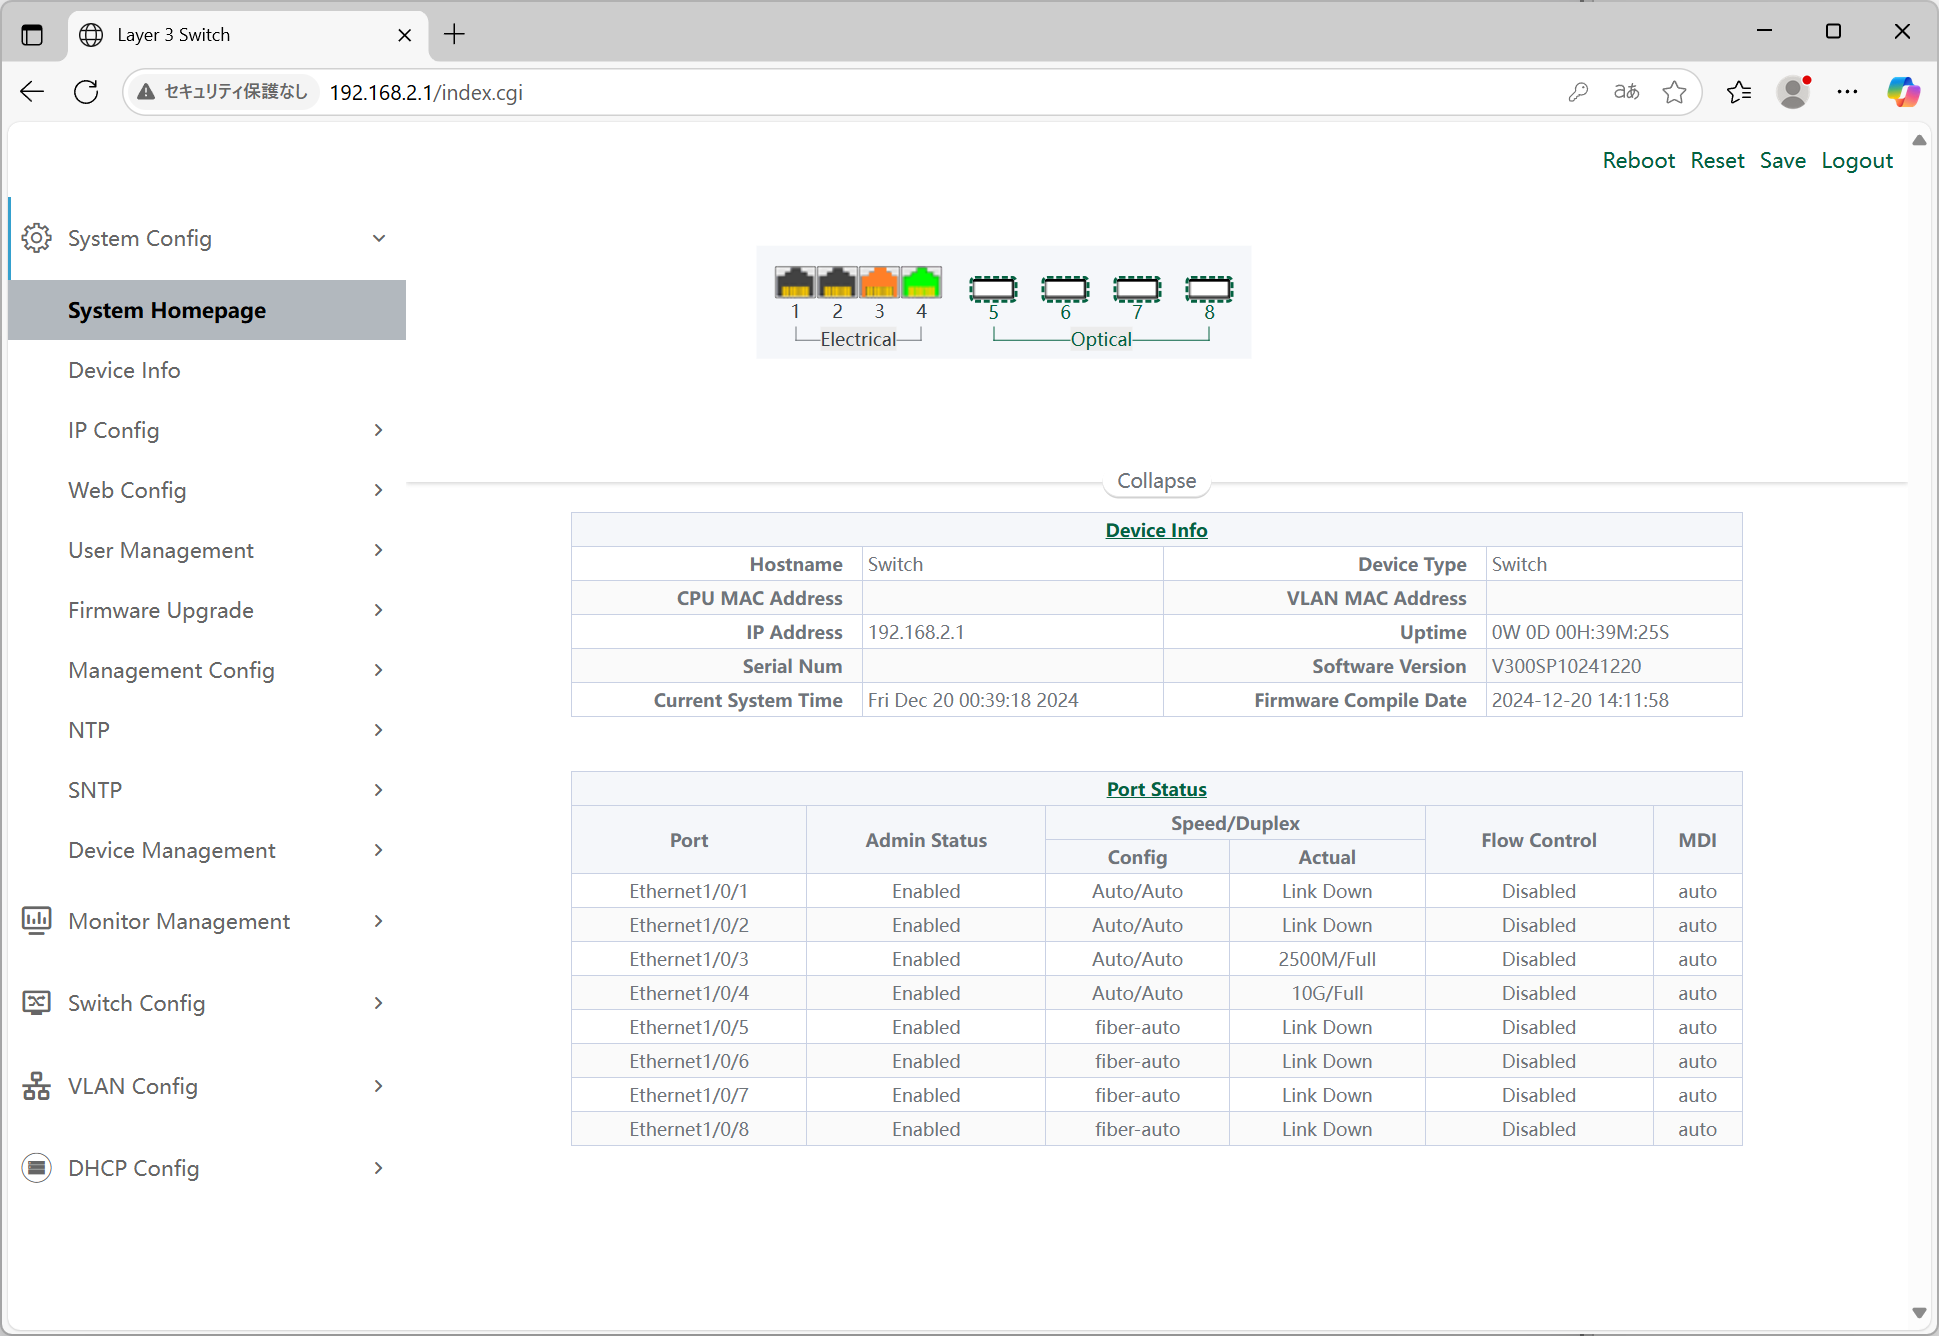 Layer 3 Switch
セキュリティ保護なし 192.168.2.1/index.cgi aあ
Reboot Reset Save Logout
System Config
System Homepage
Device Info
IP Config
Web Config
User Management
Firmware Upgrade
Management Config
NTP
SNTP
Device Management
Monitor Management
Switch Config
VLAN Config
DHCP Config
1 2 3 4 5 6 7 8
Electrical Optical
Collapse
Device Info
Hostname Switch Device Type Switch
CPU MAC Address VLAN MAC Address
IP Address 192.168.2.1 Uptime 0W 0D 00H:39M:25S
Serial Num Software Version V300SP10241220
Current System Time Fri Dec 20 00:39:18 2024 Firmware Compile Date 2024-12-20 14:11:58
Port Status
Port Admin Status Speed/Duplex Flow Control MDI
Config Actual
Ethernet1/0/1 Enabled Auto/Auto Link Down Disabled auto
Ethernet1/0/2 Enabled Auto/Auto Link Down Disabled auto
Ethernet1/0/3 Enabled Auto/Auto 2500M/Full Disabled auto
Ethernet1/0/4 Enabled Auto/Auto 10G/Full Disabled auto
Ethernet1/0/5 Enabled fiber-auto Link Down Disabled auto
Ethernet1/0/6 Enabled fiber-auto Link Down Disabled auto
Ethernet1/0/7 Enabled fiber-auto Link Down Disabled auto
Ethernet1/0/8 Enabled fiber-auto Link Down Disabled auto